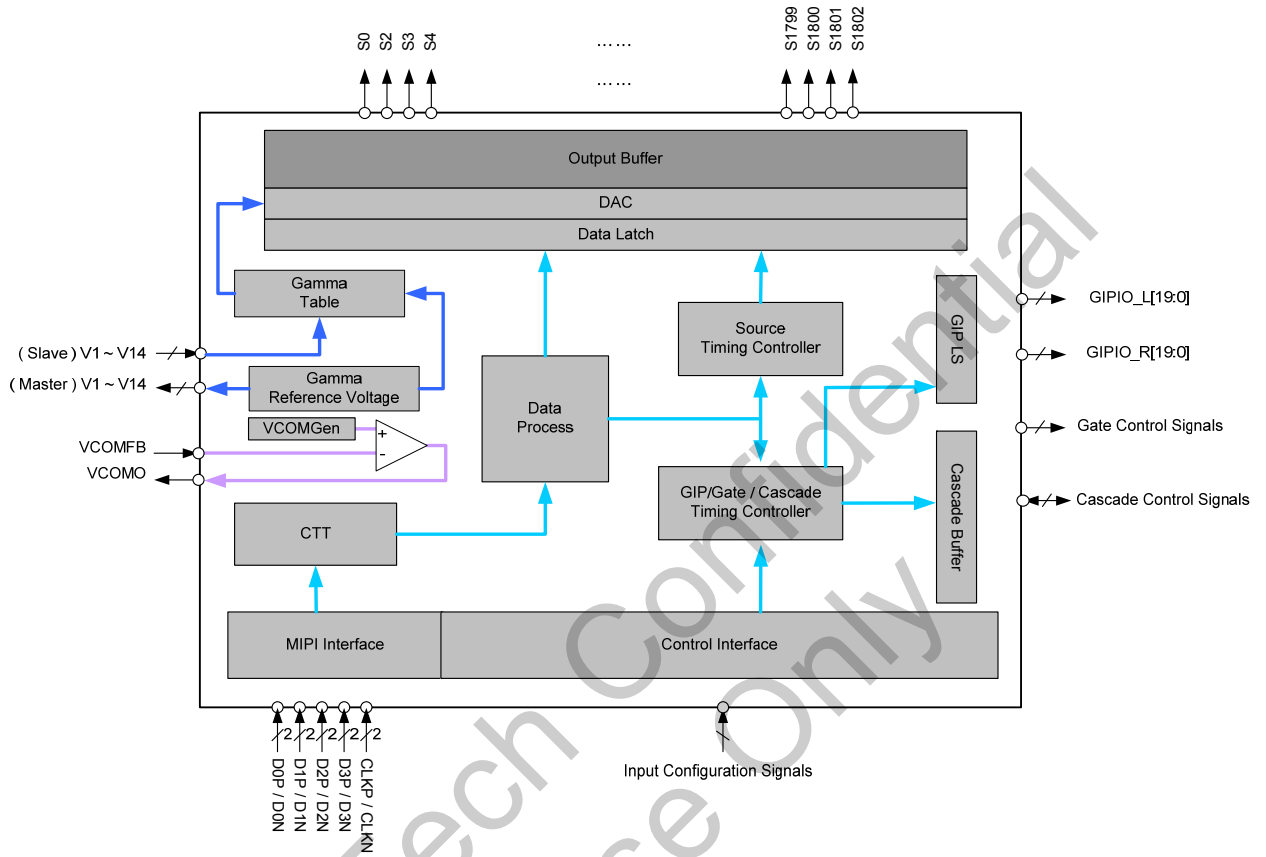 S0 S2 S3 S4 …… S1799 S1800 S1801 S1802
……
Output Buffer
DAC
Data Latch
Gamma
Table
Source
Timing Controller
GIP LS
GIPIO_L[19:0]
GIPIO_R[19:0]
( Slave ) V1 ~ V14
( Master ) V1 ~ V14
Gamma
Reference Voltage
Data
Process
VCOMGen
+
-
VCOMFB
VCOMO
Gate Control Signals
GIP/Gate / Cascade
Timing Controller
Cascade Buffer
Cascade Control Signals
CTT
MIPI Interface
Control Interface
2 2 2 2 2
D0P / D0N
D1P / D1N
D2P / D2N
D3P / D3N
CLKP / CLKN
Input Configuration Signals
Tech Confidential
Only